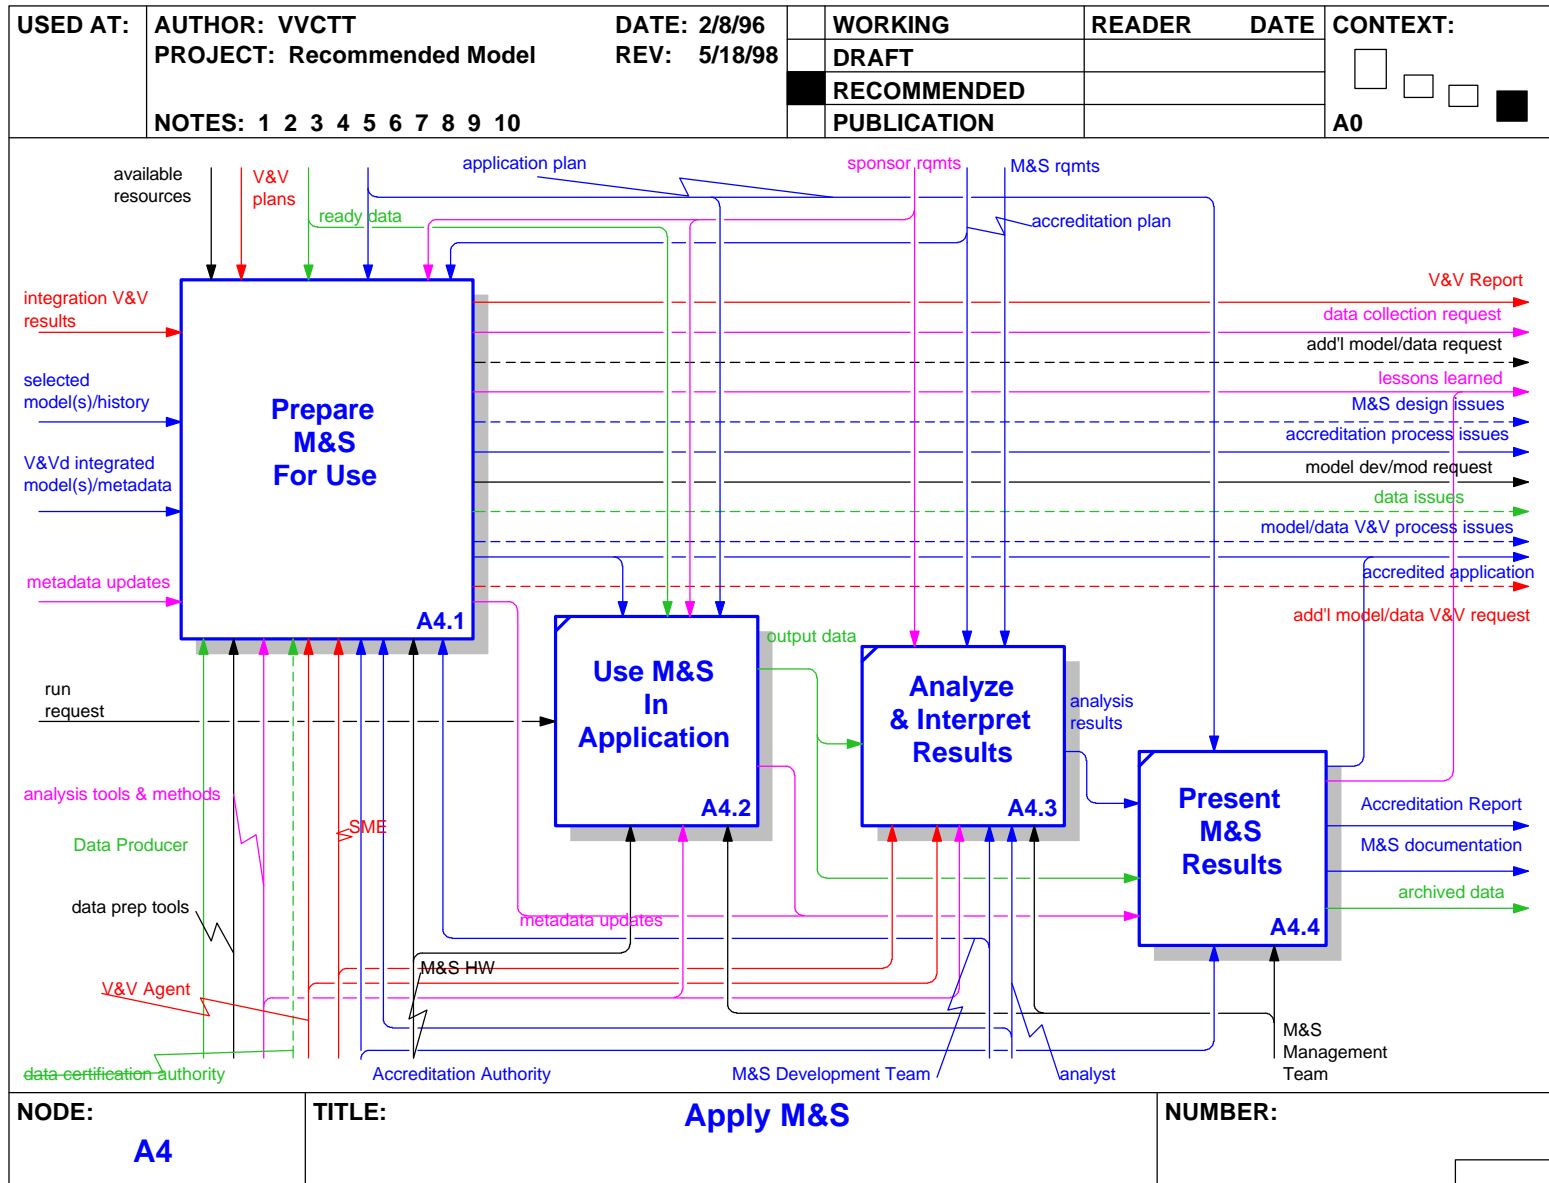 USED AT:
AUTHOR: VVCTT
DATE: 2/8/96
PROJECT: Recommended Model
REV: 5/18/98
NOTES: 1 2 3 4 5 6 7 8 9 10
WORKING
DRAFT
RECOMMENDED
PUBLICATION
READER
DATE
CONTEXT:
A0
available
resources
V&V
plans
ready data
application plan
sponsor rqmts
M&S rqmts
accreditation plan
integration V&V
results
selected
model(s)/history
V&Vd integrated
model(s)/metadata
metadata updates
Prepare
M&S
For Use
A4.1
V&V Report
data collection request
add'l model/data request
lessons learned
M&S design issues
accreditation process issues
model dev/mod request
data issues
model/data V&V process issues
accredited application
add'l model/data V&V request
run
request
Use M&S
In
Application
A4.2
output data
Analyze
& Interpret
Results
A4.3
analysis
results
Present
M&S
Results
A4.4
Accreditation Report
M&S documentation
archived data
analysis tools & methods
SME
Data Producer
data prep tools
metadata updates
M&S HW
V&V Agent
data certification authority
Accreditation Authority
M&S Development Team
analyst
M&S
Management
Team
NODE:
A4
TITLE:
Apply M&S
NUMBER: